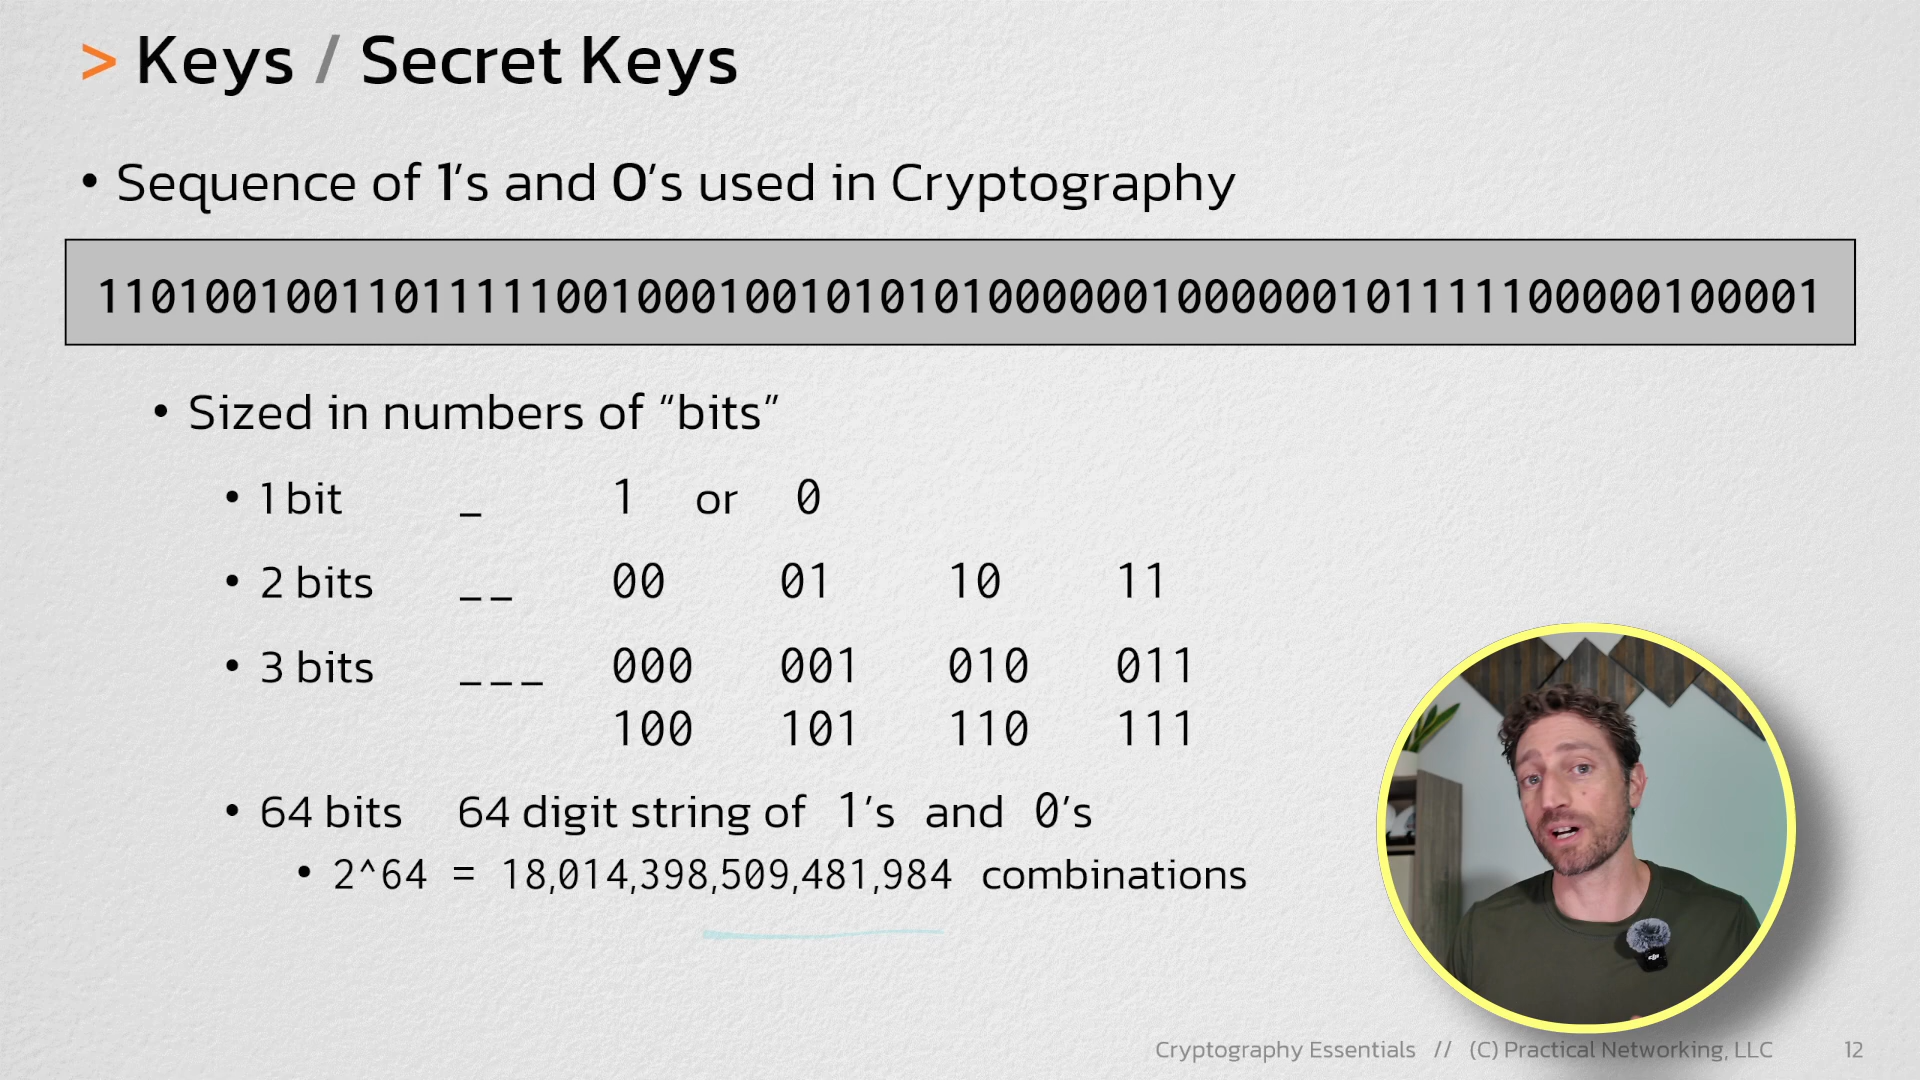 > Keys / Secret Keys
• Sequence of 1's and 0's used in Cryptography
1101001001101111100100010010101010000001000000101111100000100001
• Sized in numbers of “bits”
• 1 bit _ 1 or 0
• 2 bits _ _ 00 01 10 11
• 3 bits _ _ _ 000 001 010 011
100 101 110 111
• 64 bits 64 digit string of 1's and 0's
• 2^64 = 18,014,398,509,481,984 combinations
Cryptography Essentials // (C) Practical Networking, LLC 12